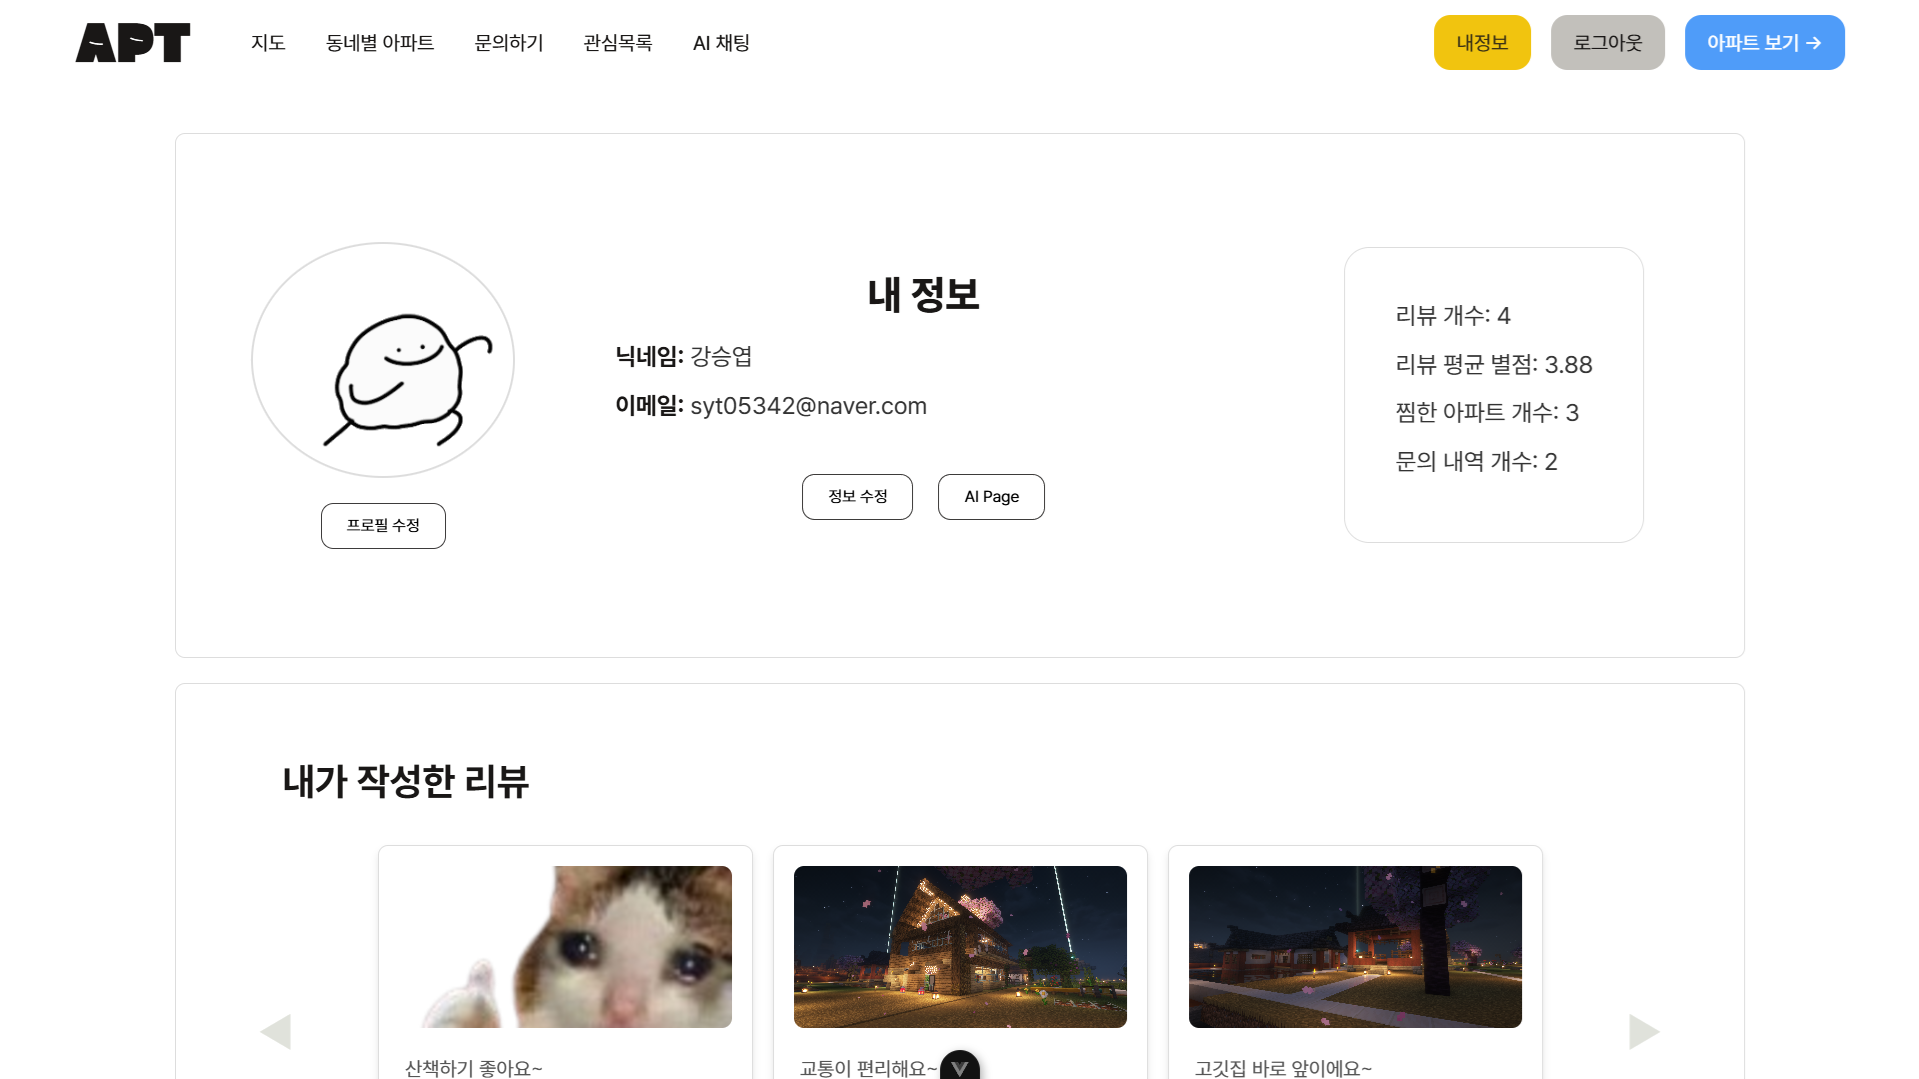 APT
지도
동네별 아파트
문의하기
관심목록
AI 채팅
내정보
로그아웃
아파트 보기 →
내 정보
닉네임: 강승엽
이메일: syt05342@naver.com
프로필 수정
정보 수정
AI Page
리뷰 개수: 4
리뷰 평균 별점: 3.88
찜한 아파트 개수: 3
문의 내역 개수: 2
내가 작성한 리뷰
산책하기 좋아요~
교통이 편리해요~
고깃집 바로 앞이에요~